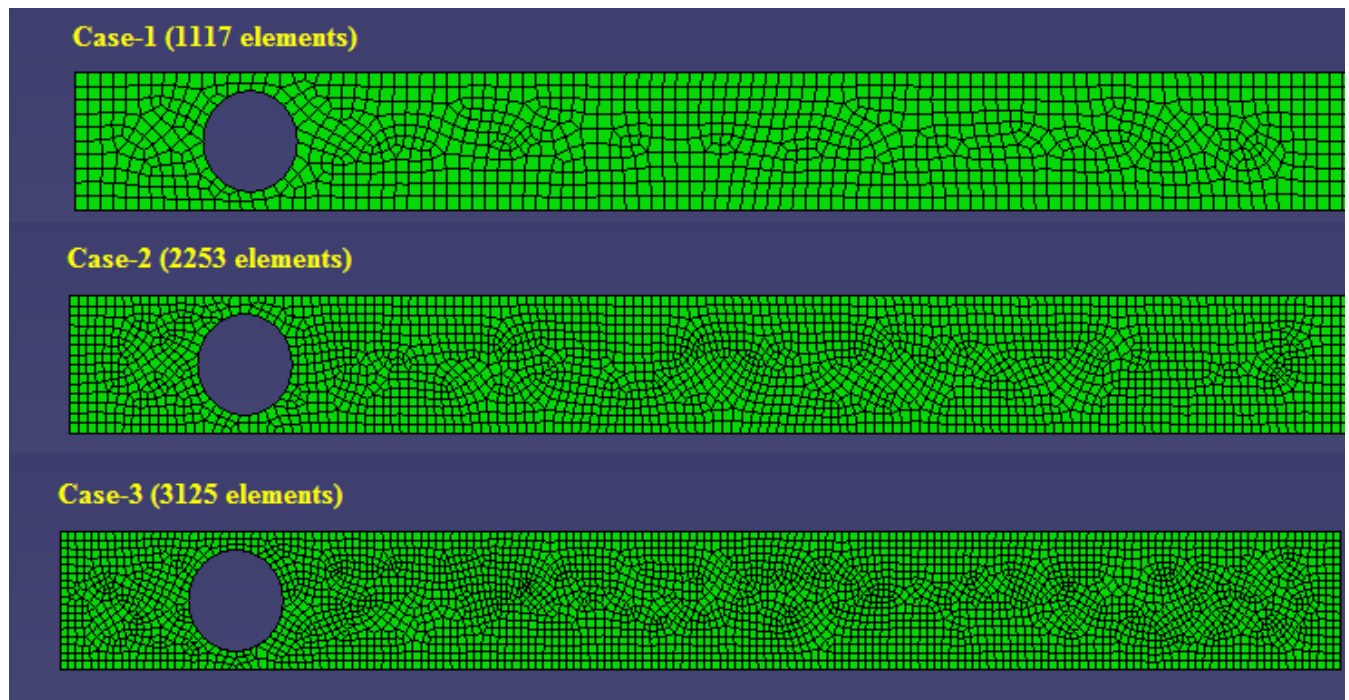 Case-1 (1117 elements)
Case-2 (2253 elements)
Case-3 (3125 elements)